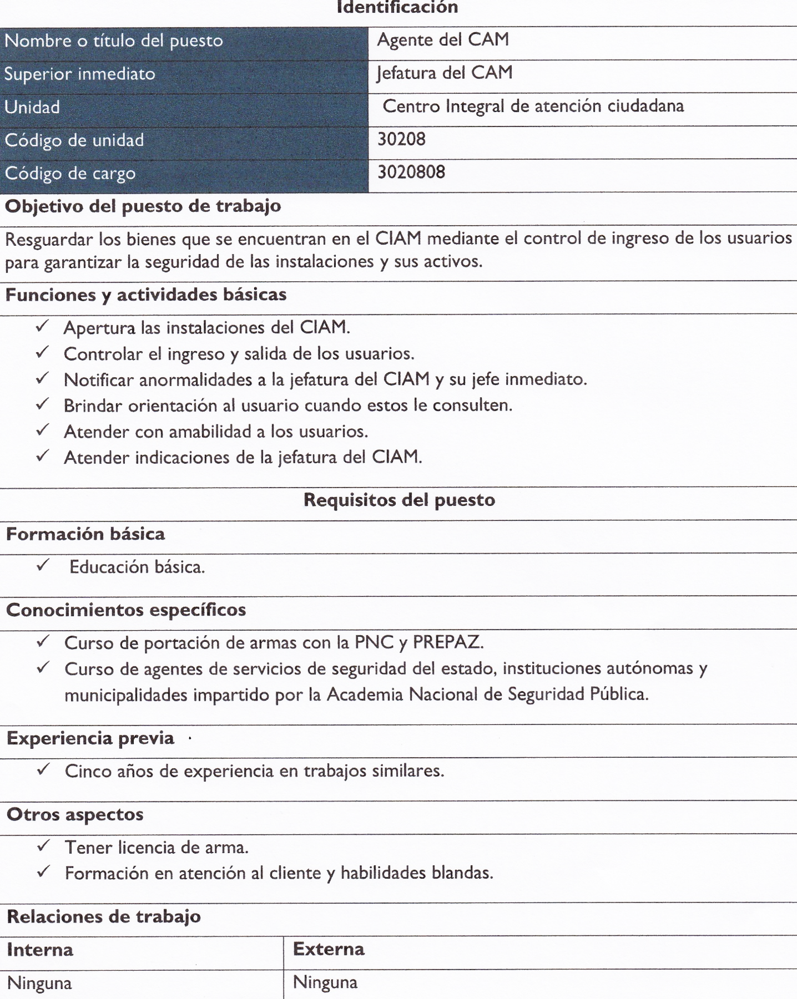 Identificación
Nombre o título del puesto Agente del CAM
Superior inmediato Jefatura del CAM
Unidad Centro Integral de atención ciudadana
Código de unidad 30208
Código de cargo 3020808
Objetivo del puesto de trabajo
Resguardar los bienes que se encuentran en el CIAM mediante el control de ingreso de los usuarios
para garantizar la seguridad de las instalaciones y sus activos.
Funciones y actividades básicas
✓ Apertura las instalaciones del CIAM.
✓ Controlar el ingreso y salida de los usuarios.
✓ Notificar anormalidades a la jefatura del CIAM y su jefe inmediato.
✓ Brindar orientación al usuario cuando estos le consulten.
✓ Atender con amabilidad a los usuarios.
✓ Atender indicaciones de la jefatura del CIAM.
Requisitos del puesto
Formación básica
✓ Educación básica.
Conocimientos específicos
✓ Curso de portación de armas con la PNC y PREPAZ.
✓ Curso de agentes de servicios de seguridad del estado, instituciones autónomas y
municipalidades impartido por la Academia Nacional de Seguridad Pública.
Experiencia previa
✓ Cinco años de experiencia en trabajos similares.
Otros aspectos
✓ Tener licencia de arma.
✓ Formación en atención al cliente y habilidades blandas.
Relaciones de trabajo
Interna Externa
Ninguna Ninguna